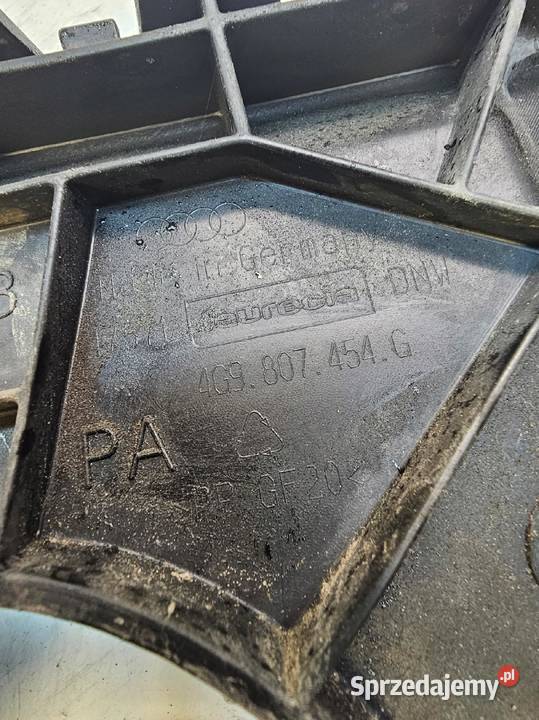 Made in Germany
faurecia DNW
4G9.807.454.G
PA
>PP GF20<
B
Sprzedajemy.pl